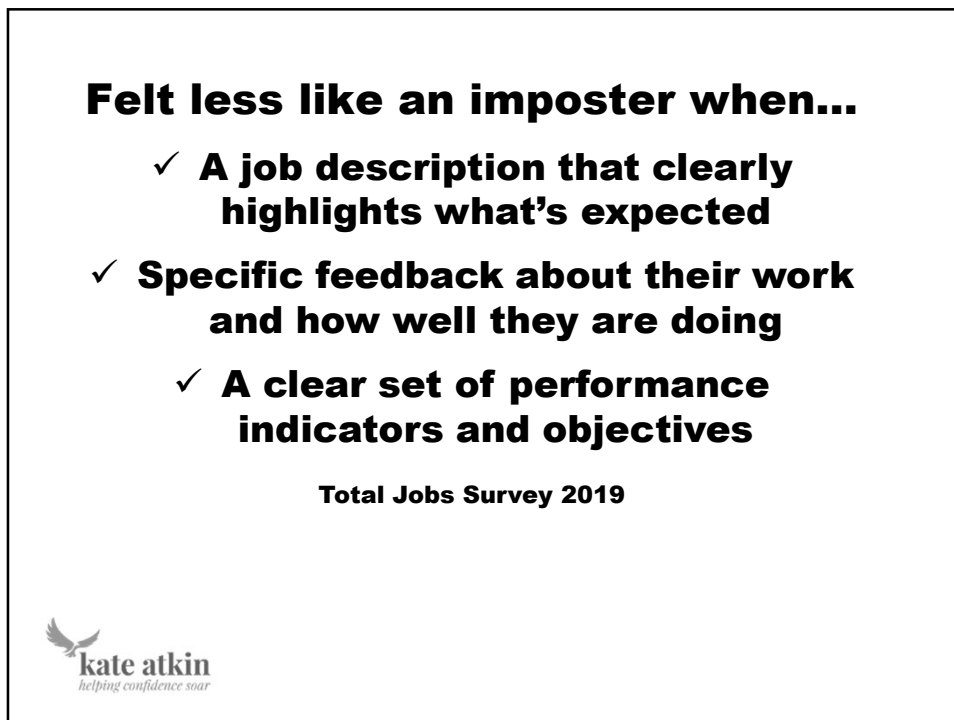 Felt less like an imposter when…
✓ A job description that clearly
highlights what’s expected
✓ Specific feedback about their work
and how well they are doing
✓ A clear set of performance
indicators and objectives
Total Jobs Survey 2019
kate atkin
helping confidence soar